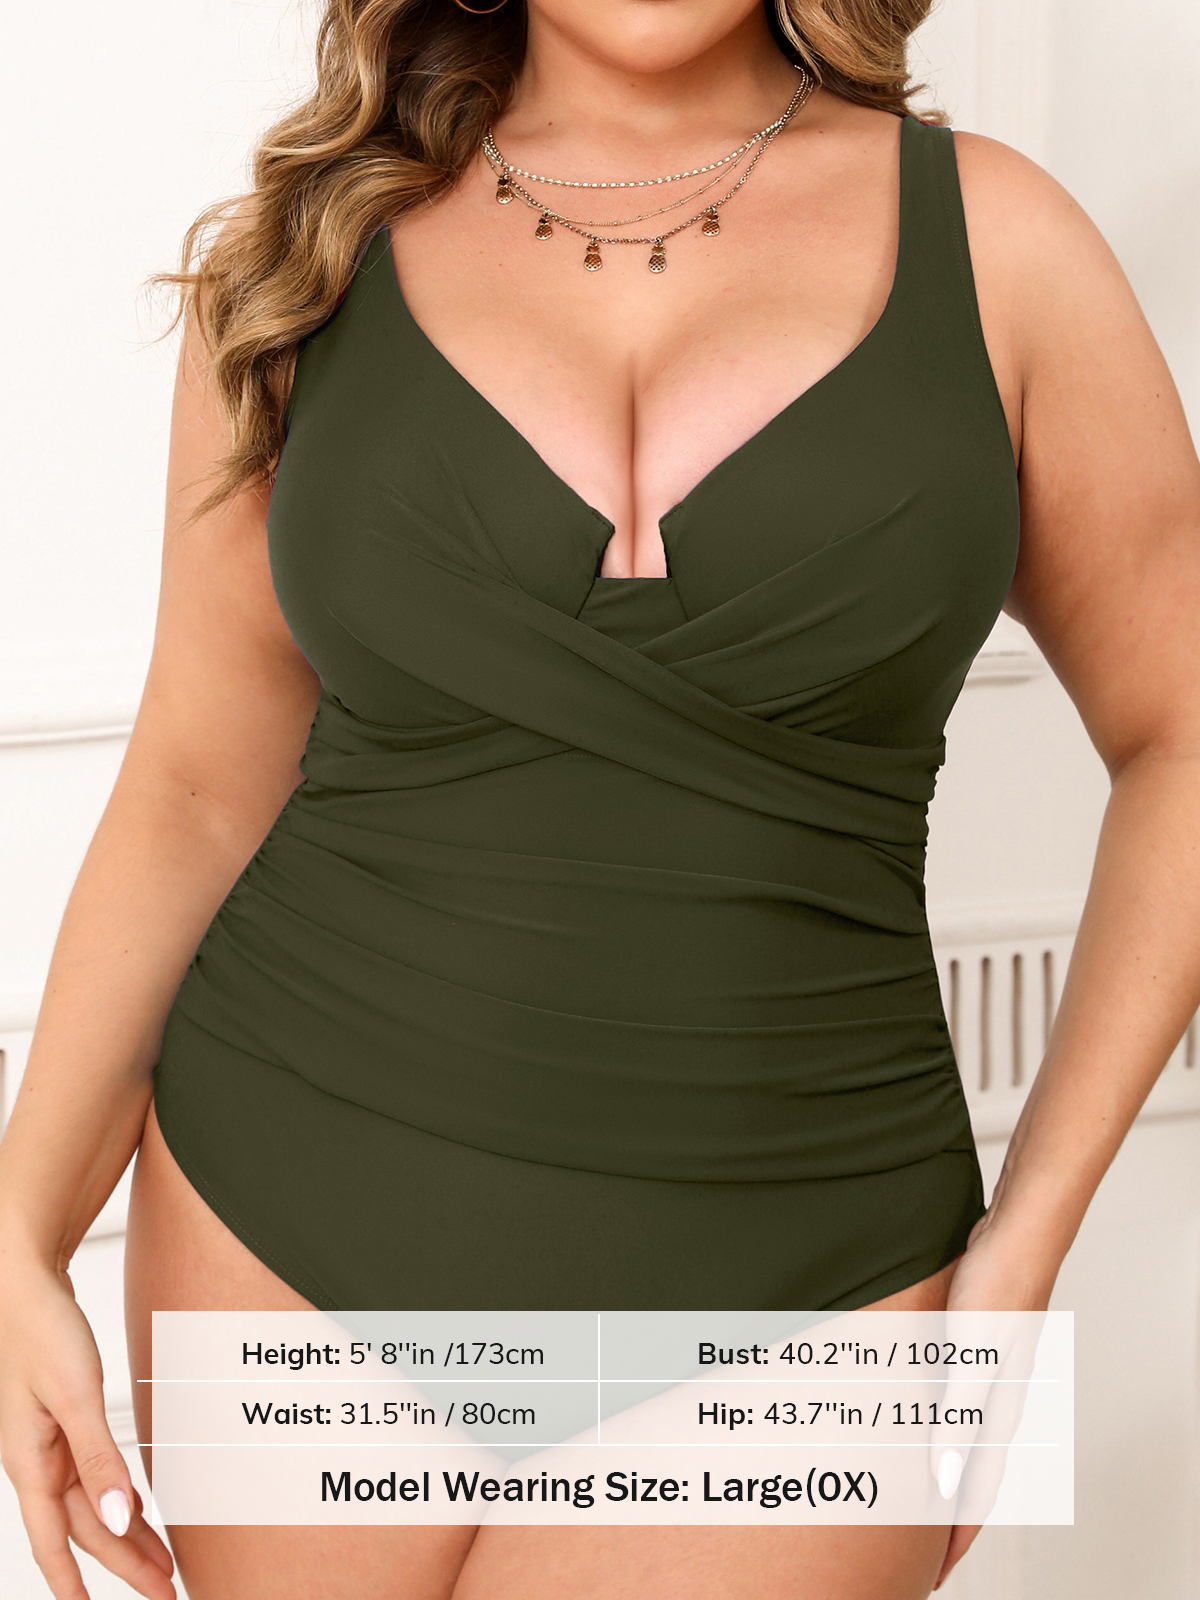 Height: 5' 8''in /173cm
Bust: 40.2''in / 102cm
Waist: 31.5''in / 80cm
Hip: 43.7''in / 111cm
Model Wearing Size: Large(0X)